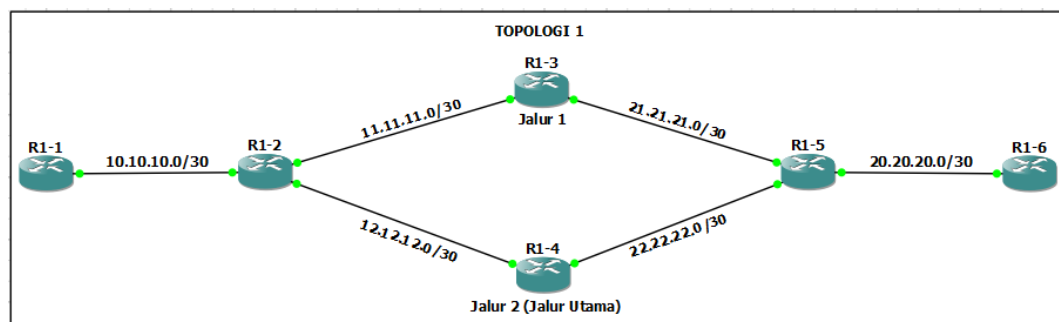 TOPOLOGI 1
R1-3
Jalur 1
11.11.11.0/30
21.21.21.0/30
R1-1
10.10.10.0/30
R1-2
R1-5
20.20.20.0/30
R1-6
12.12.12.0/30
22.22.22.0/30
R1-4
Jalur 2 (Jalur Utama)